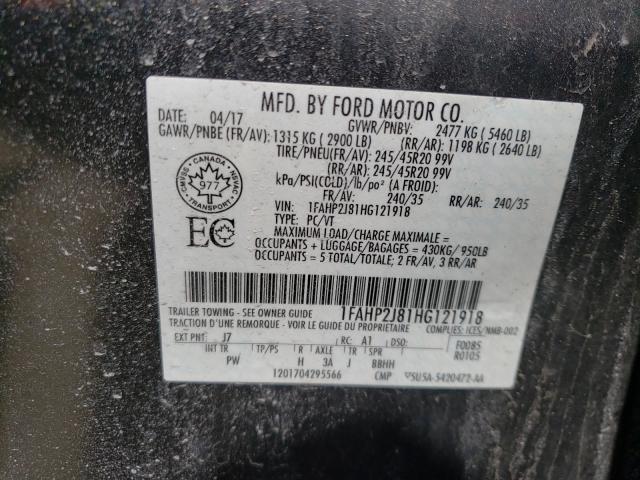 MFD. BY FORD MOTOR CO.
DATE: 04/17 GVWR/PNBV: 2477 KG ( 5460 LB)
GAWR/PNBE (FR/AV): 1315 KG ( 2900 LB) (RR/AR): 1198 KG ( 2640 LB)
TIRE/PNEU(FR/AV): 245/45R20 99V
(RR/AR): 245/45R20 99V
kPa/PSI(COLD)/lb/po² (A FROID):
FR/AV: 240/35 RR/AR: 240/35
VIN: 1FAHP2J81HG121918
TYPE: PC/VT
MAXIMUM LOAD/CHARGE MAXIMALE =
OCCUPANTS + LUGGAGE/BAGAGES = 430KG/ 950LB
OCCUPANTS = 5 TOTAL/TOTALE; 2 FR/AV, 3 RR/AR
CANADA
CMVSS NSVAC
977
TRANSPORT
EC
1FAHP2J81HG121918
TRAILER TOWING - SEE OWNER GUIDE
TRACTION D'UNE REMORQUE - VOIR GUIDE DU PROPRIETAIRE COMPLIES: ICES/NMB-002
EXT PNT: J7 RC: A1 DSO: F0085
INT TR TP/PS R AXLE TR SPR R0105
PW H 3A J BBHH
1201704295566 CMP 5U5A-5420472-AA